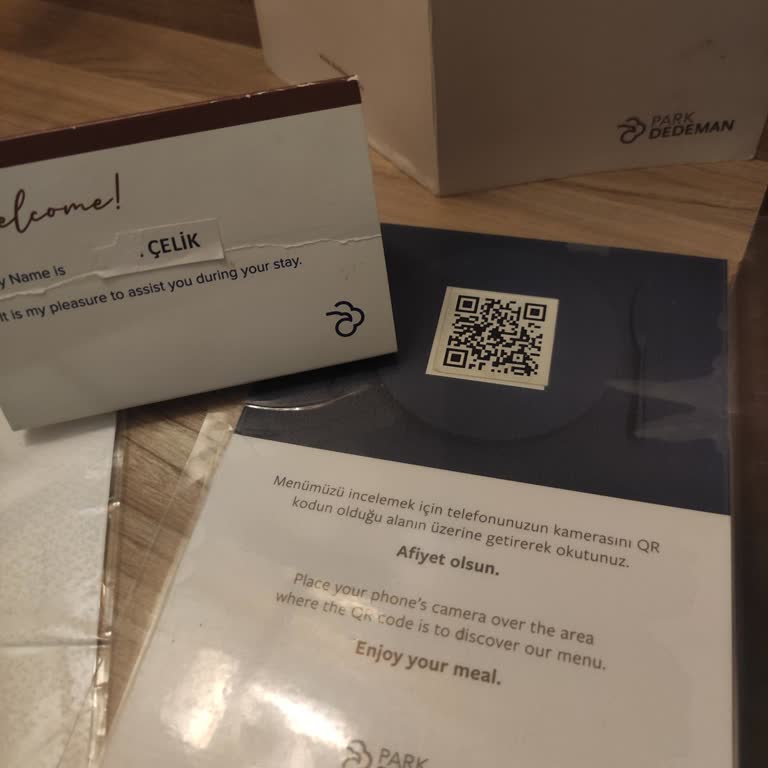 PARK
DEDEMAN
elcome!
y Name is . ÇELİK
It is my pleasure to assist you during your stay.
Menümüzü incelemek için telefonunuzun kamerasını QR
kodun olduğu alanın üzerine getirerek okutunuz.
Afiyet olsun.
Place your phone's camera over the area
where the QR code is to discover our menu.
Enjoy your meal.
PARK